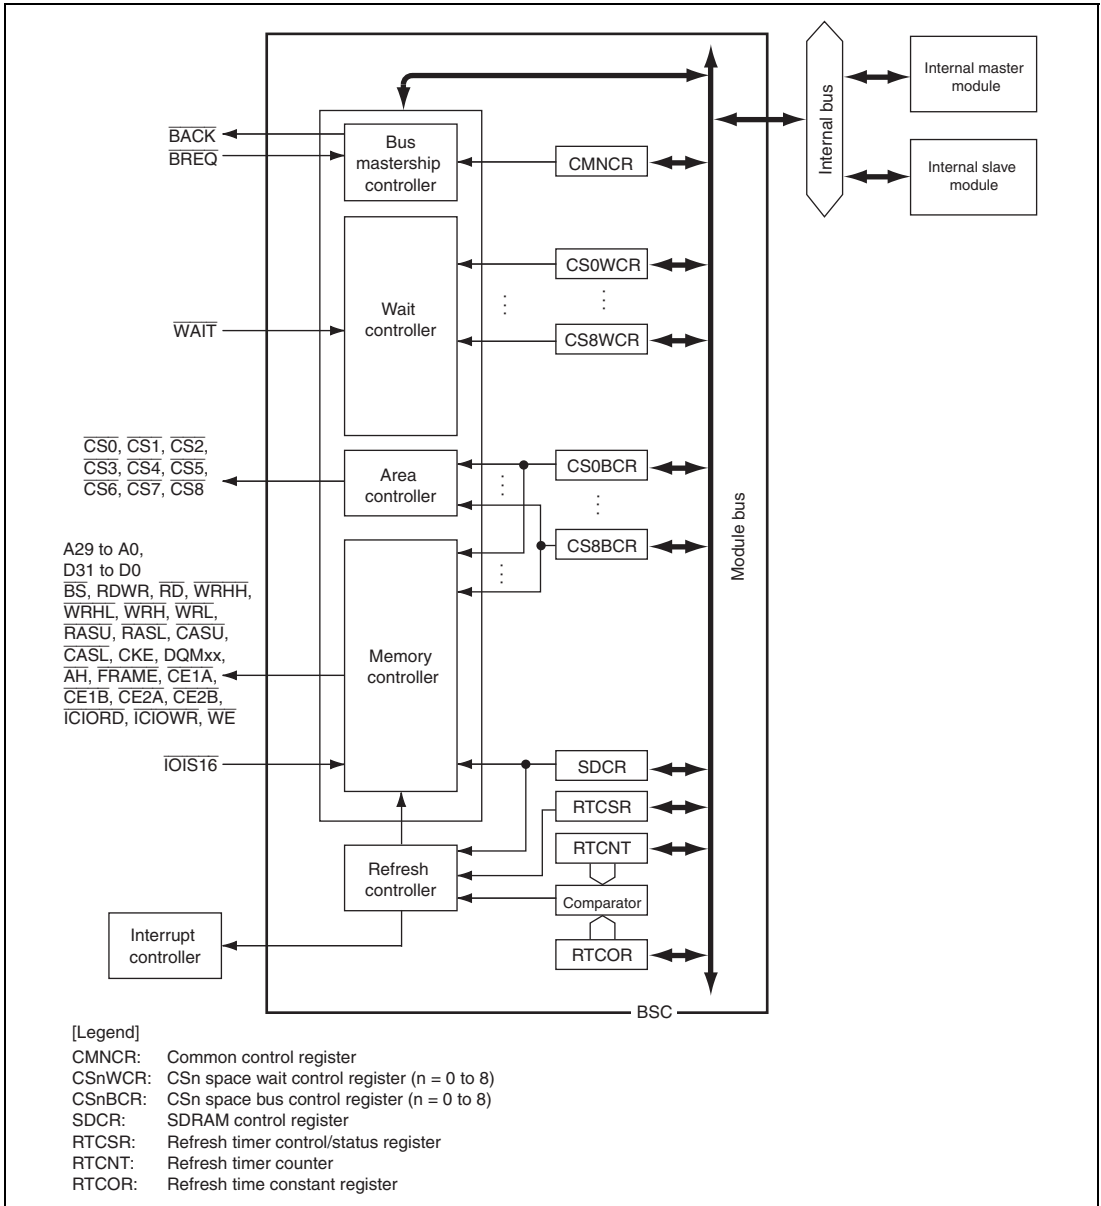 Internal bus
Internal master
module
Internal slave
module
BACK
BREQ
Bus
mastership
controller
CMNCR
CS0WCR
Wait
controller
WAIT
CS8WCR
CS0, CS1, CS2,
CS3, CS4, CS5,
CS6, CS7, CS8
Area
controller
CS0BCR
CS8BCR
Module bus
A29 to A0,
D31 to D0
BS, RDWR, RD, WRHH,
WRHL, WRH, WRL,
RASU, RASL, CASU,
CASL, CKE, DQMxx,
AH, FRAME, CE1A,
CE1B, CE2A, CE2B,
ICIORD, ICIOWR, WE
Memory
controller
IOIS16
SDCR
RTCSR
RTCNT
Refresh
controller
Comparator
RTCOR
Interrupt
controller
BSC
[Legend]
CMNCR: Common control register
CSnWCR: CSn space wait control register (n = 0 to 8)
CSnBCR: CSn space bus control register (n = 0 to 8)
SDCR: SDRAM control register
RTCSR: Refresh timer control/status register
RTCNT: Refresh timer counter
RTCOR: Refresh time constant register